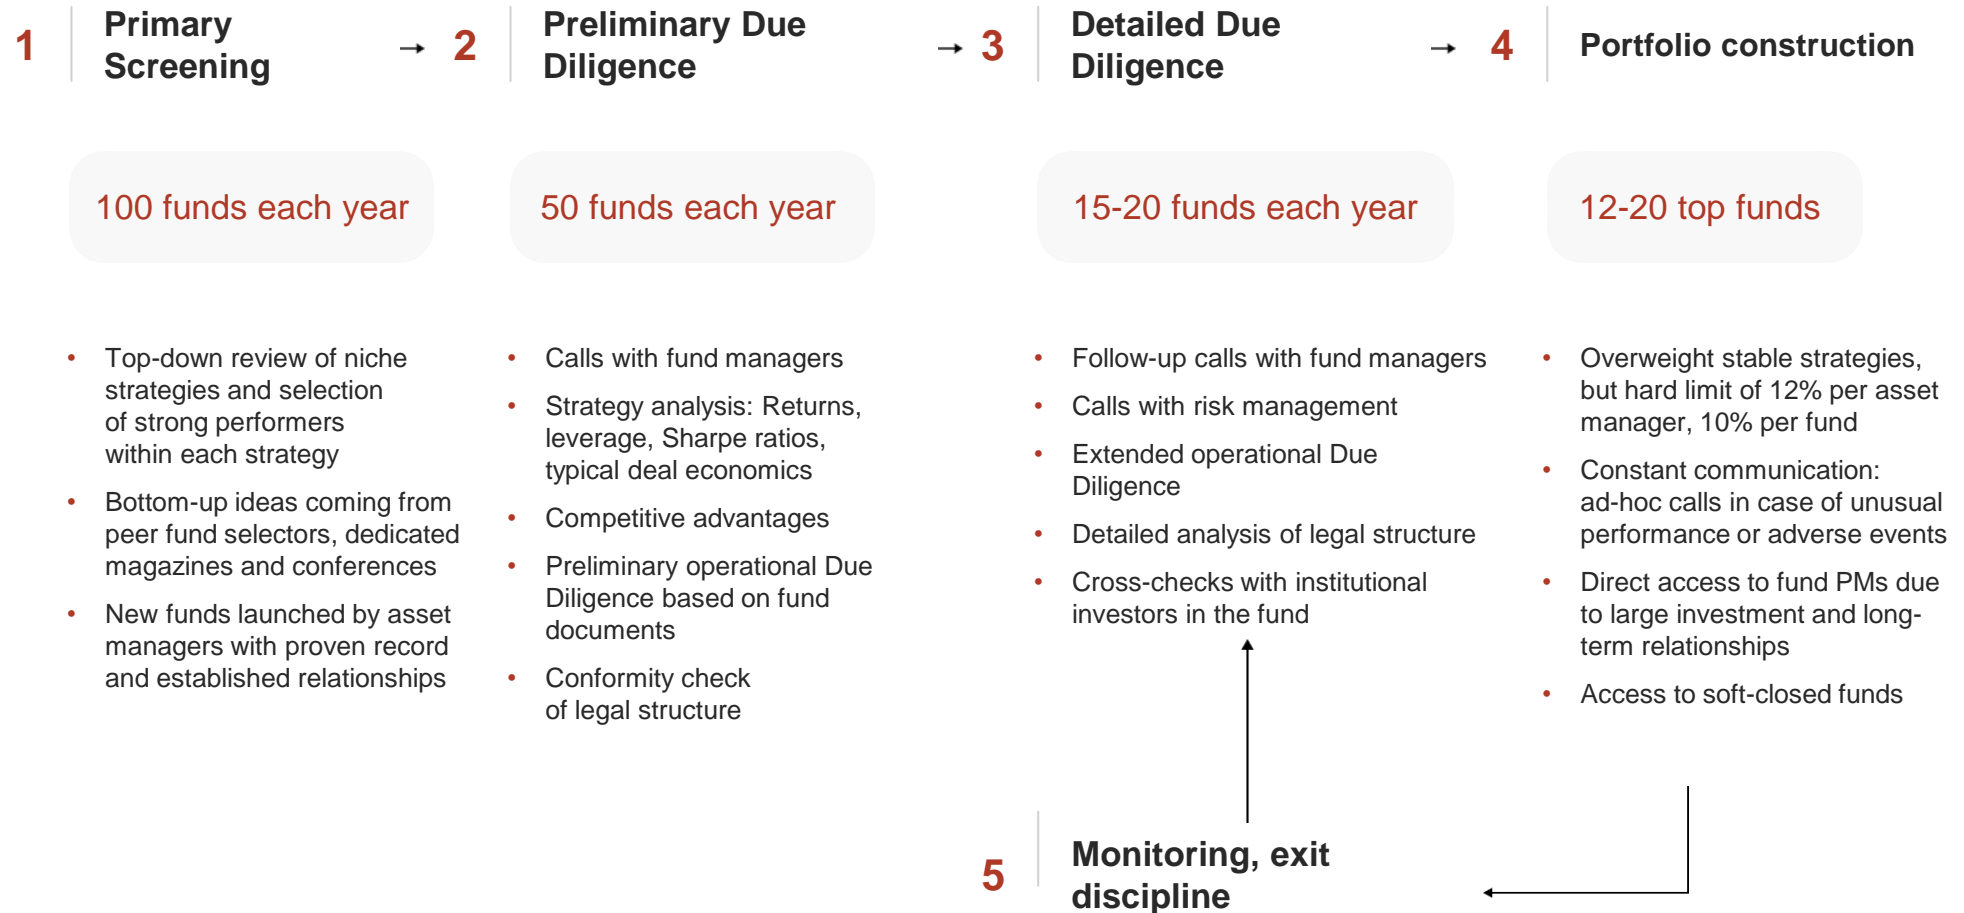 1
Primary
Screening
→
2
Preliminary Due
Diligence
→
3
Detailed Due
Diligence
→
4
Portfolio construction
100 funds each year
50 funds each year
15-20 funds each year
12-20 top funds
• Top-down review of niche
strategies and selection
of strong performers
within each strategy
• Bottom-up ideas coming from
peer fund selectors, dedicated
magazines and conferences
• New funds launched by asset
managers with proven record
and established relationships
• Calls with fund managers
• Strategy analysis: Returns,
leverage, Sharpe ratios,
typical deal economics
• Competitive advantages
• Preliminary operational Due
Diligence based on fund
documents
• Conformity check
of legal structure
• Follow-up calls with fund managers
• Calls with risk management
• Extended operational Due
Diligence
• Detailed analysis of legal structure
• Cross-checks with institutional
investors in the fund
• Overweight stable strategies,
but hard limit of 12% per asset
manager, 10% per fund
• Constant communication:
ad-hoc calls in case of unusual
performance or adverse events
• Direct access to fund PMs due
to large investment and long-
term relationships
• Access to soft-closed funds
5
Monitoring, exit
discipline